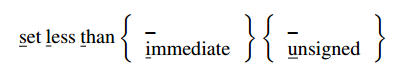 set less than { – immediate } { – unsigned }